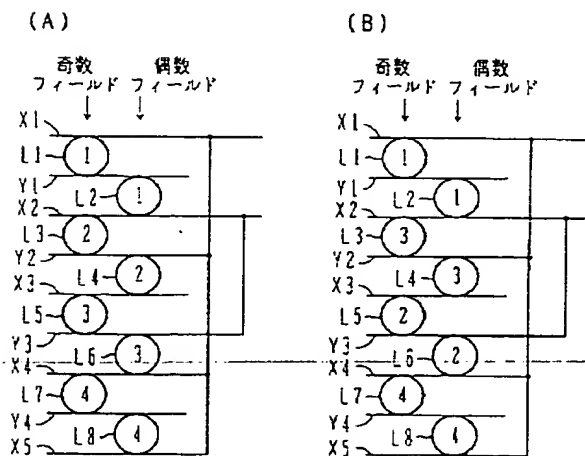 (A)
奇数 偶数
フィールド フィールド
X1
L1 1
Y1 L2 1
X2
L3 2
Y2 L4 2
X3
L5 3
Y3 L6 3
X4
L7 4
Y4 L8 4
X5
(B)
奇数 偶数
フィールド フィールド
X1
L1 1
Y1 L2 1
X2
L3 3
Y2 L4 3
X3
L5 2
Y3 L6 2
X4
L7 4
Y4 L8 4
X5